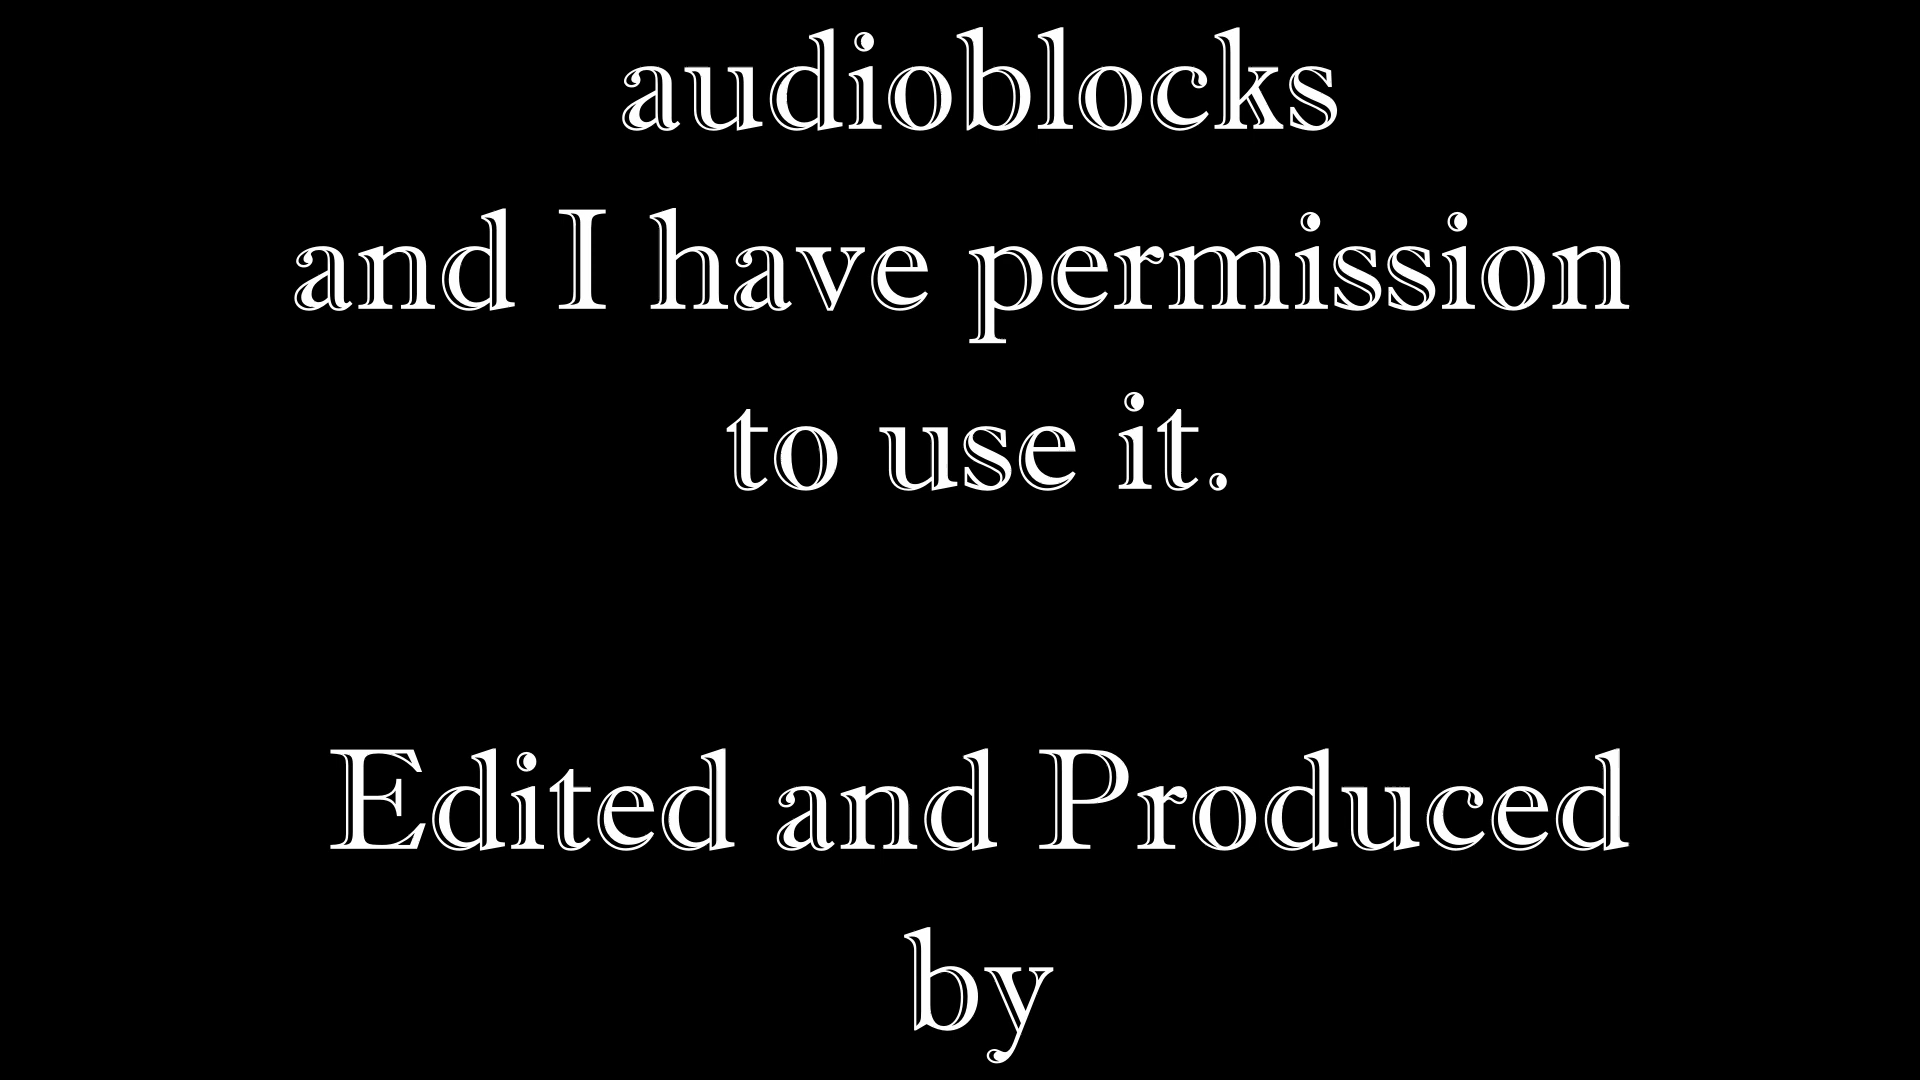 audioblocks
and I have permission
to use it.
Edited and Produced
by